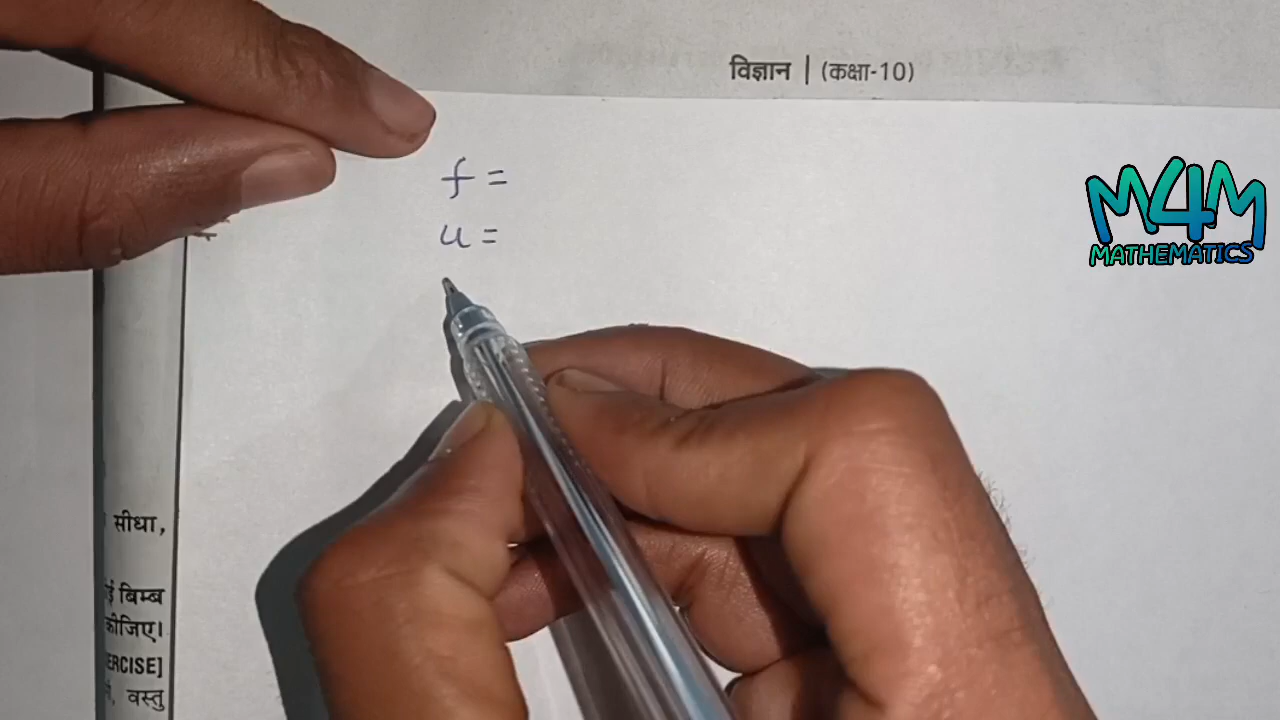 विज्ञान | (कक्षा-10)
f =
u =
M4M
MATHEMATICS
सीधा,
बिम्ब
कीजिए।
ERCISE]
वस्तु